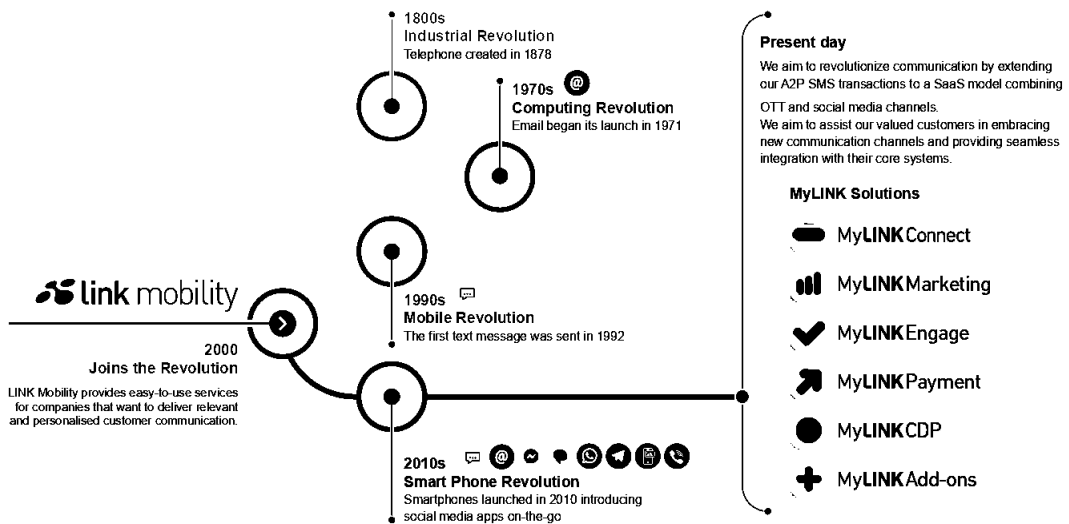 1800s
Industrial Revolution
Telephone created in 1878
1970s
Computing Revolution
Email began its launch in 1971
link mobility
2000
Joins the Revolution
LINK Mobility provides easy-to-use services
for companies that want to deliver relevant
and personalised customer communication.
1990s
Mobile Revolution
The first text message was sent in 1992
2010s
Smart Phone Revolution
Smartphones launched in 2010 introducing
social media apps on-the-go
Present day
We aim to revolutionize communication by extending
our A2P SMS transactions to a SaaS model combining
OTT and social media channels.
We aim to assist our valued customers in embracing
new communication channels and providing seamless
integration with their core systems.
MyLINK Solutions
MyLINK Connect
MyLINK Marketing
MyLINK Engage
MyLINK Payment
MyLINK CDP
MyLINK Add-ons